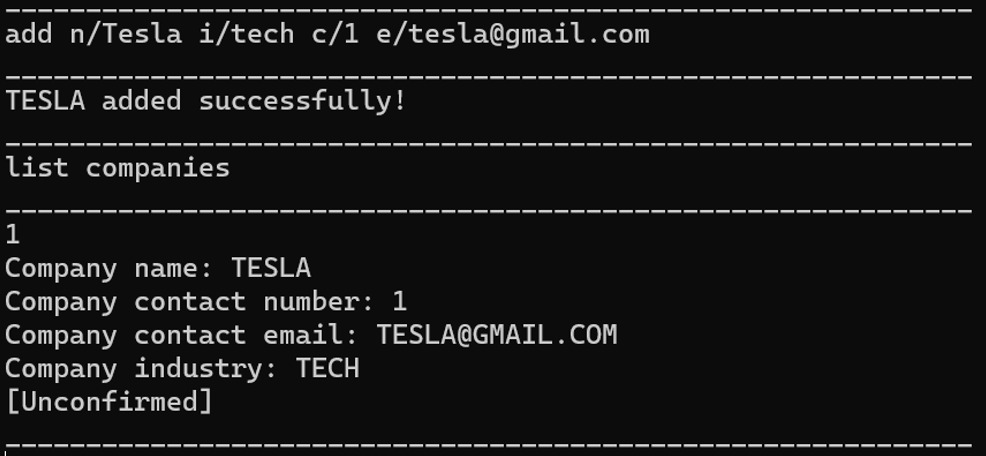 ____________________________________________________________
add n/Tesla i/tech c/1 e/tesla@gmail.com
____________________________________________________________
TESLA added successfully!
____________________________________________________________
list companies
____________________________________________________________
1
Company name: TESLA
Company contact number: 1
Company contact email: TESLA@GMAIL.COM
Company industry: TECH
[Unconfirmed]
____________________________________________________________